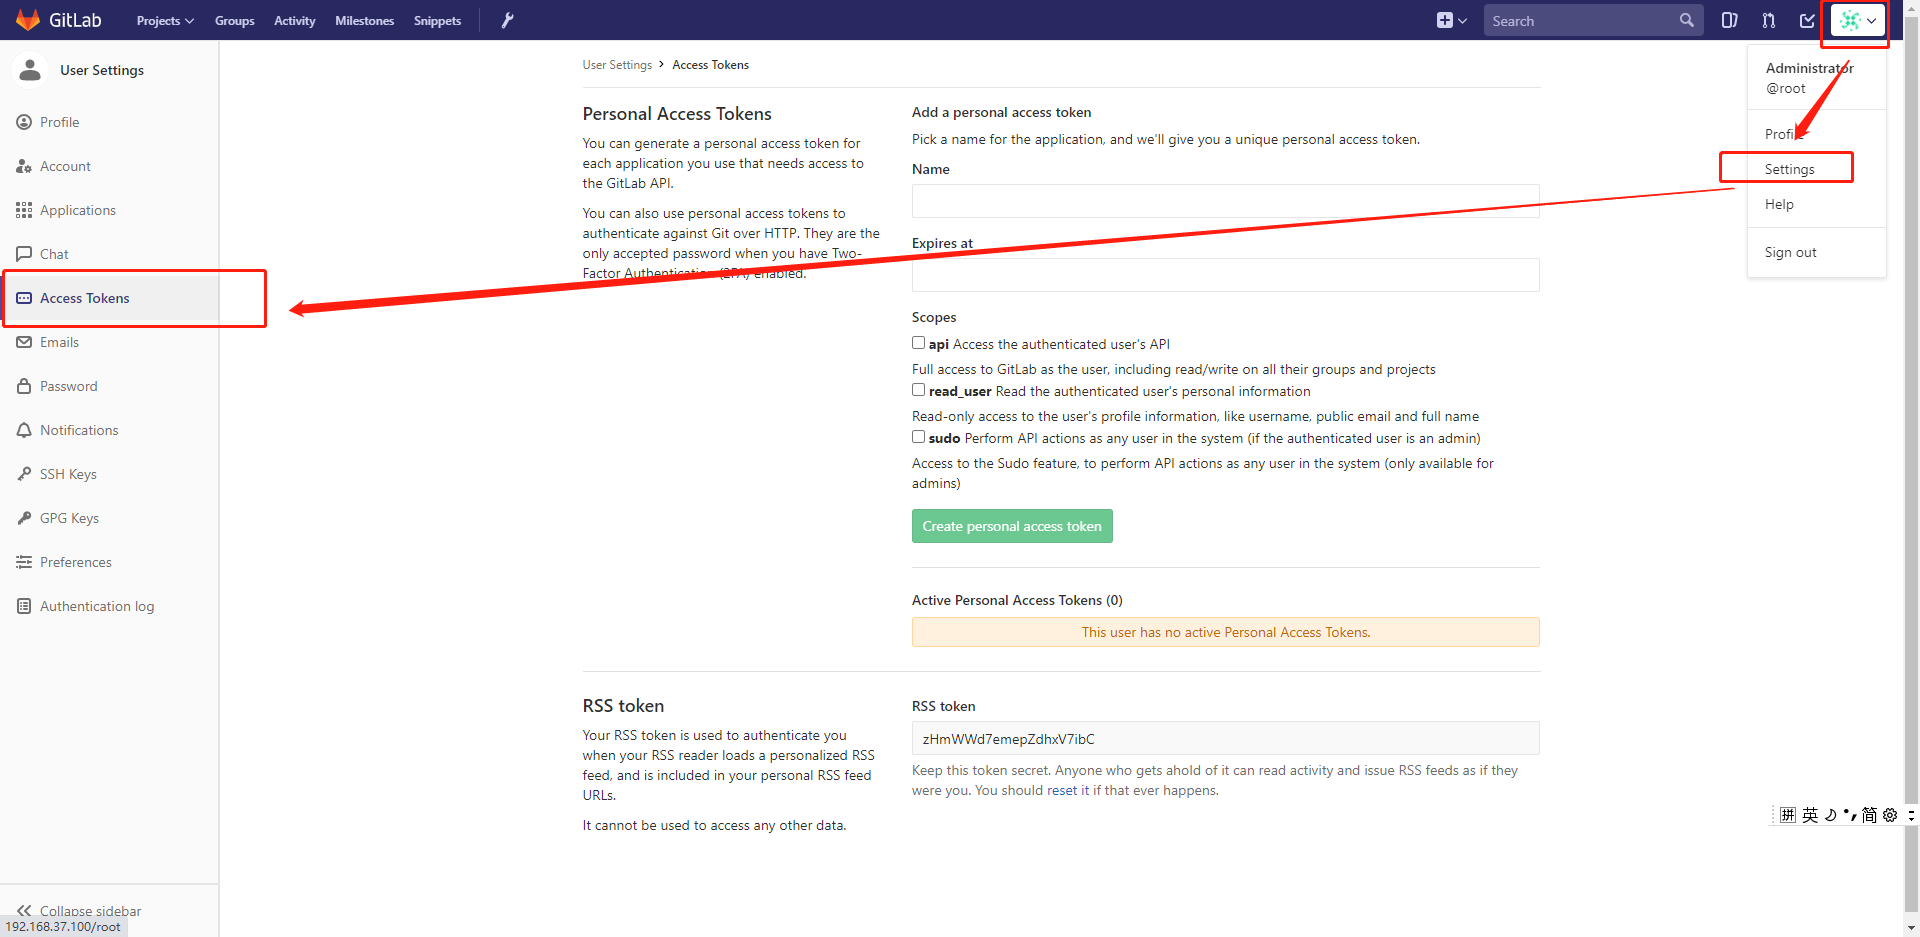 GitLab Projects Groups Activity Milestones Snippets Search
Administrator
@root
Profile
Settings
Help
Sign out
User Settings
Profile
Account
Applications
Chat
Access Tokens
Emails
Password
Notifications
SSH Keys
GPG Keys
Preferences
Authentication log
Collapse sidebar
192.168.37.100/root
User Settings > Access Tokens
Personal Access Tokens
You can generate a personal access token for
each application you use that needs access to
the GitLab API.
You can also use personal access tokens to
authenticate against Git over HTTP. They are the
only accepted password when you have Two-
Factor Authentication (2FA) enabled.
Add a personal access token
Pick a name for the application, and we'll give you a unique personal access token.
Name
Expires at
Scopes
api Access the authenticated user's API
Full access to GitLab as the user, including read/write on all their groups and projects
read_user Read the authenticated user's personal information
Read-only access to the user's profile information, like username, public email and full name
sudo Perform API actions as any user in the system (if the authenticated user is an admin)
Access to the Sudo feature, to perform API actions as any user in the system (only available for
admins)
Create personal access token
Active Personal Access Tokens (0)
This user has no active Personal Access Tokens.
RSS token
Your RSS token is used to authenticate you
when your RSS reader loads a personalized RSS
feed, and is included in your personal RSS feed
URLs.
It cannot be used to access any other data.
RSS token
zHmWWd7emepZdhxV7ibC
Keep this token secret. Anyone who gets ahold of it can read activity and issue RSS feeds as if they
were you. You should reset it if that ever happens.
拼 英 简